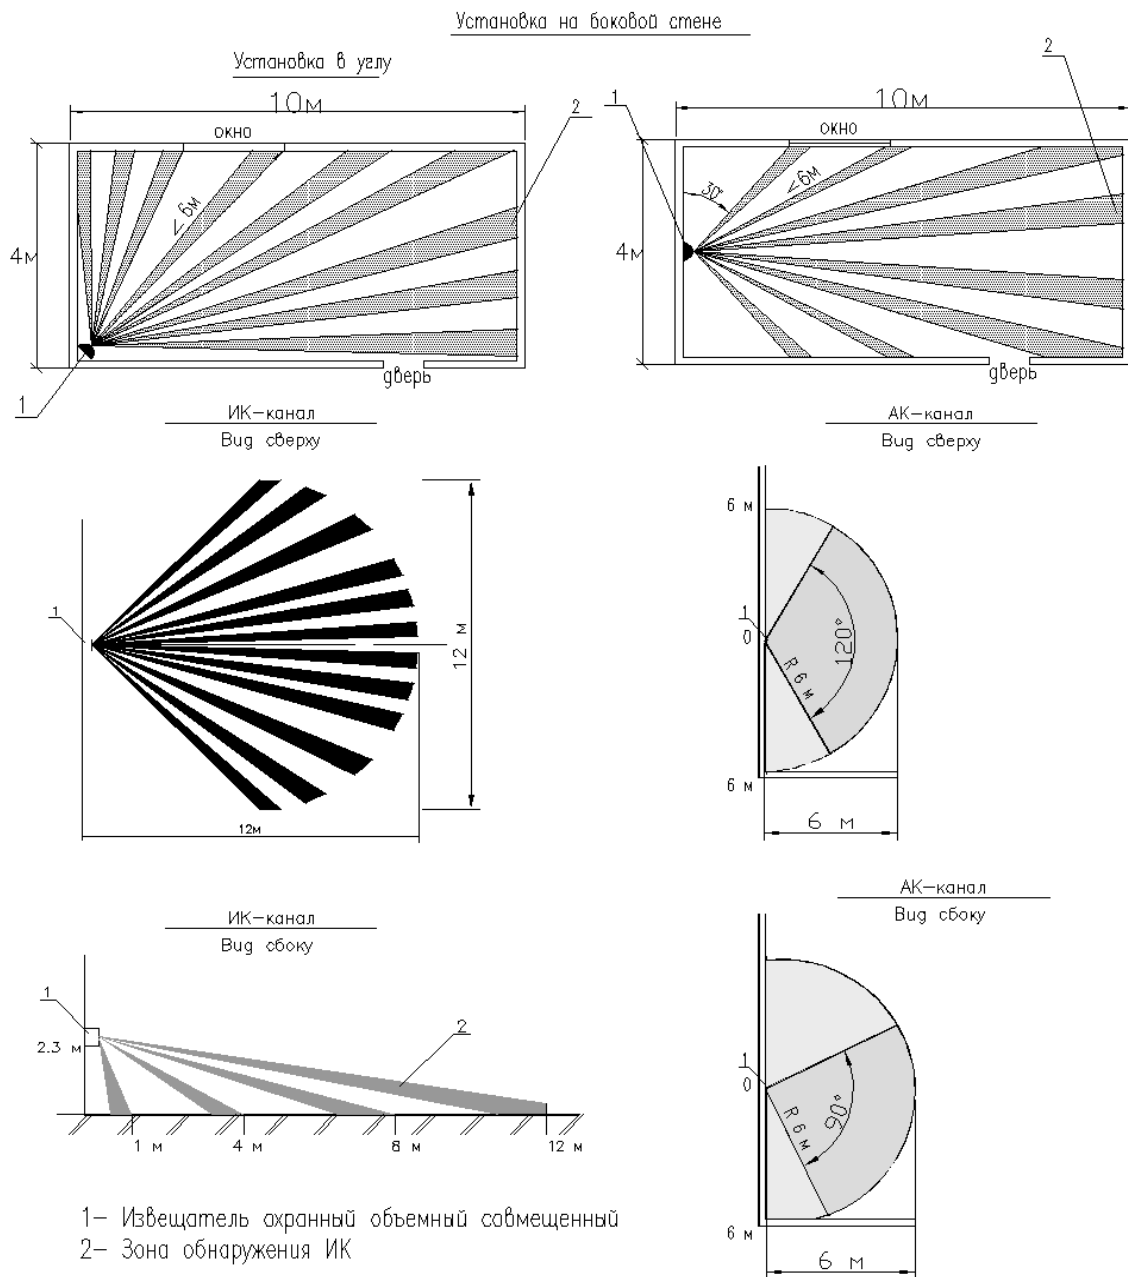 Установка на боковой стене
Установка в углу
10м
окно
2
4м
<6м
дверь
1
1
2
10м
окно
30°
<6м
4м
дверь
ИК-канал
Вид сверху
1
12 м
12м
АК-канал
Вид сверху
6 м
1
0
120°
R 6 м
6 м
6 м
ИК-канал
Вид сбоку
1
2
2.3 м
1 м
4 м
8 м
12 м
АК-канал
Вид сбоку
1
0
90°
R 6 м
6 м
6 м
1- Извещатель охранный объемный савмещенный
2- Зона обнаружения ИК